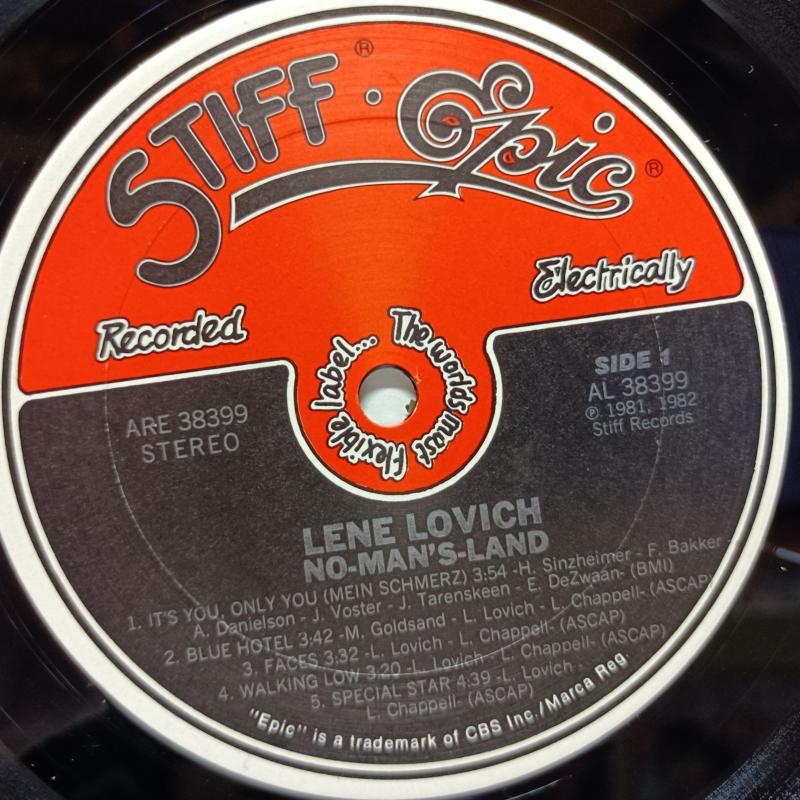 STIFF® · Epic®
Recorded
Electrically
The worlds most flexible label...
ARE 38399
STEREO
SIDE 1
AL 38399
℗ 1981, 1982
Stiff Records
LENE LOVICH
NO-MAN'S-LAND
1. IT'S YOU, ONLY YOU (MEIN SCHMERZ) 3:54 -H. Sinzheimer - F. Bakker -
A. Danielson - J. Voster - J. Tarenskeen - E. DeZwaan- (BMI)
2. BLUE HOTEL 3:42 -M. Goldsand - L. Lovich - L. Chappell- (ASCAP)
3. FACES 3:32 -L. Lovich - L. Chappell- (ASCAP)
4. WALKING LOW 3:20 -L. Lovich - L. Chappell- (ASCAP)
5. SPECIAL STAR 4:39 -L. Lovich -
L. Chappell- (ASCAP)
"Epic" is a trademark of CBS Inc./Marca Reg.